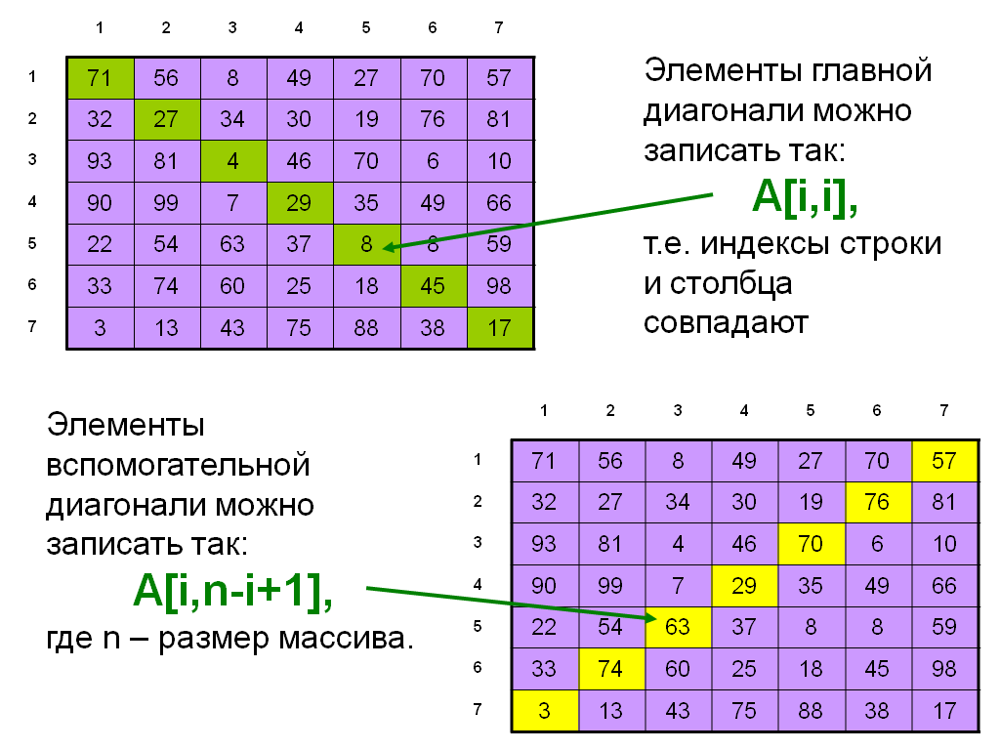 1 2 3 4 5 6 7
1 71 56 8 49 27 70 57
2 32 27 34 30 19 76 81
3 93 81 4 46 70 6 10
4 90 99 7 29 35 49 66
5 22 54 63 37 8 8 59
6 33 74 60 25 18 45 98
7 3 13 43 75 88 38 17
Элементы главной
диагонали можно
записать так:
A[i,i],
т.е. индексы строки
и столбца
совпадают
Элементы
вспомогательной
диагонали можно
записать так:
A[i,n-i+1],
где n – размер массива.
1 2 3 4 5 6 7
1 71 56 8 49 27 70 57
2 32 27 34 30 19 76 81
3 93 81 4 46 70 6 10
4 90 99 7 29 35 49 66
5 22 54 63 37 8 8 59
6 33 74 60 25 18 45 98
7 3 13 43 75 88 38 17